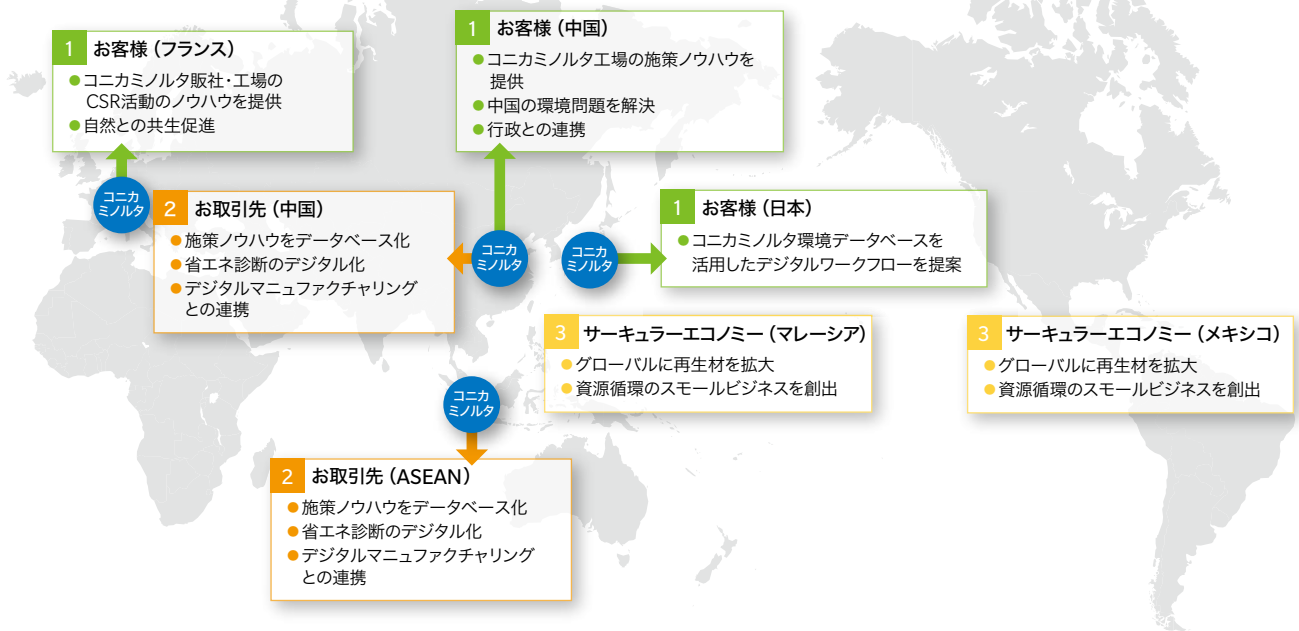 1 お客様（フランス）
●コニカミノルタ販社・工場の
CSR活動のノウハウを提供
●自然との共生促進
1 お客様（中国）
●コニカミノルタ工場の施策ノウハウを
提供
●中国の環境問題を解決
●行政との連携
コニカ
ミノルタ
2 お取引先（中国）
●施策ノウハウをデータベース化
●省エネ診断のデジタル化
●デジタルマニュファクチャリング
との連携
コニカ
ミノルタ
コニカ
ミノルタ
1 お客様（日本）
●コニカミノルタ環境データベースを
活用したデジタルワークフローを提案
3 サーキュラーエコノミー（マレーシア）
●グローバルに再生材を拡大
●資源循環のスモールビジネスを創出
3 サーキュラーエコノミー（メキシコ）
●グローバルに再生材を拡大
●資源循環のスモールビジネスを創出
コニカ
ミノルタ
2 お取引先（ASEAN）
●施策ノウハウをデータベース化
●省エネ診断のデジタル化
●デジタルマニュファクチャリング
との連携